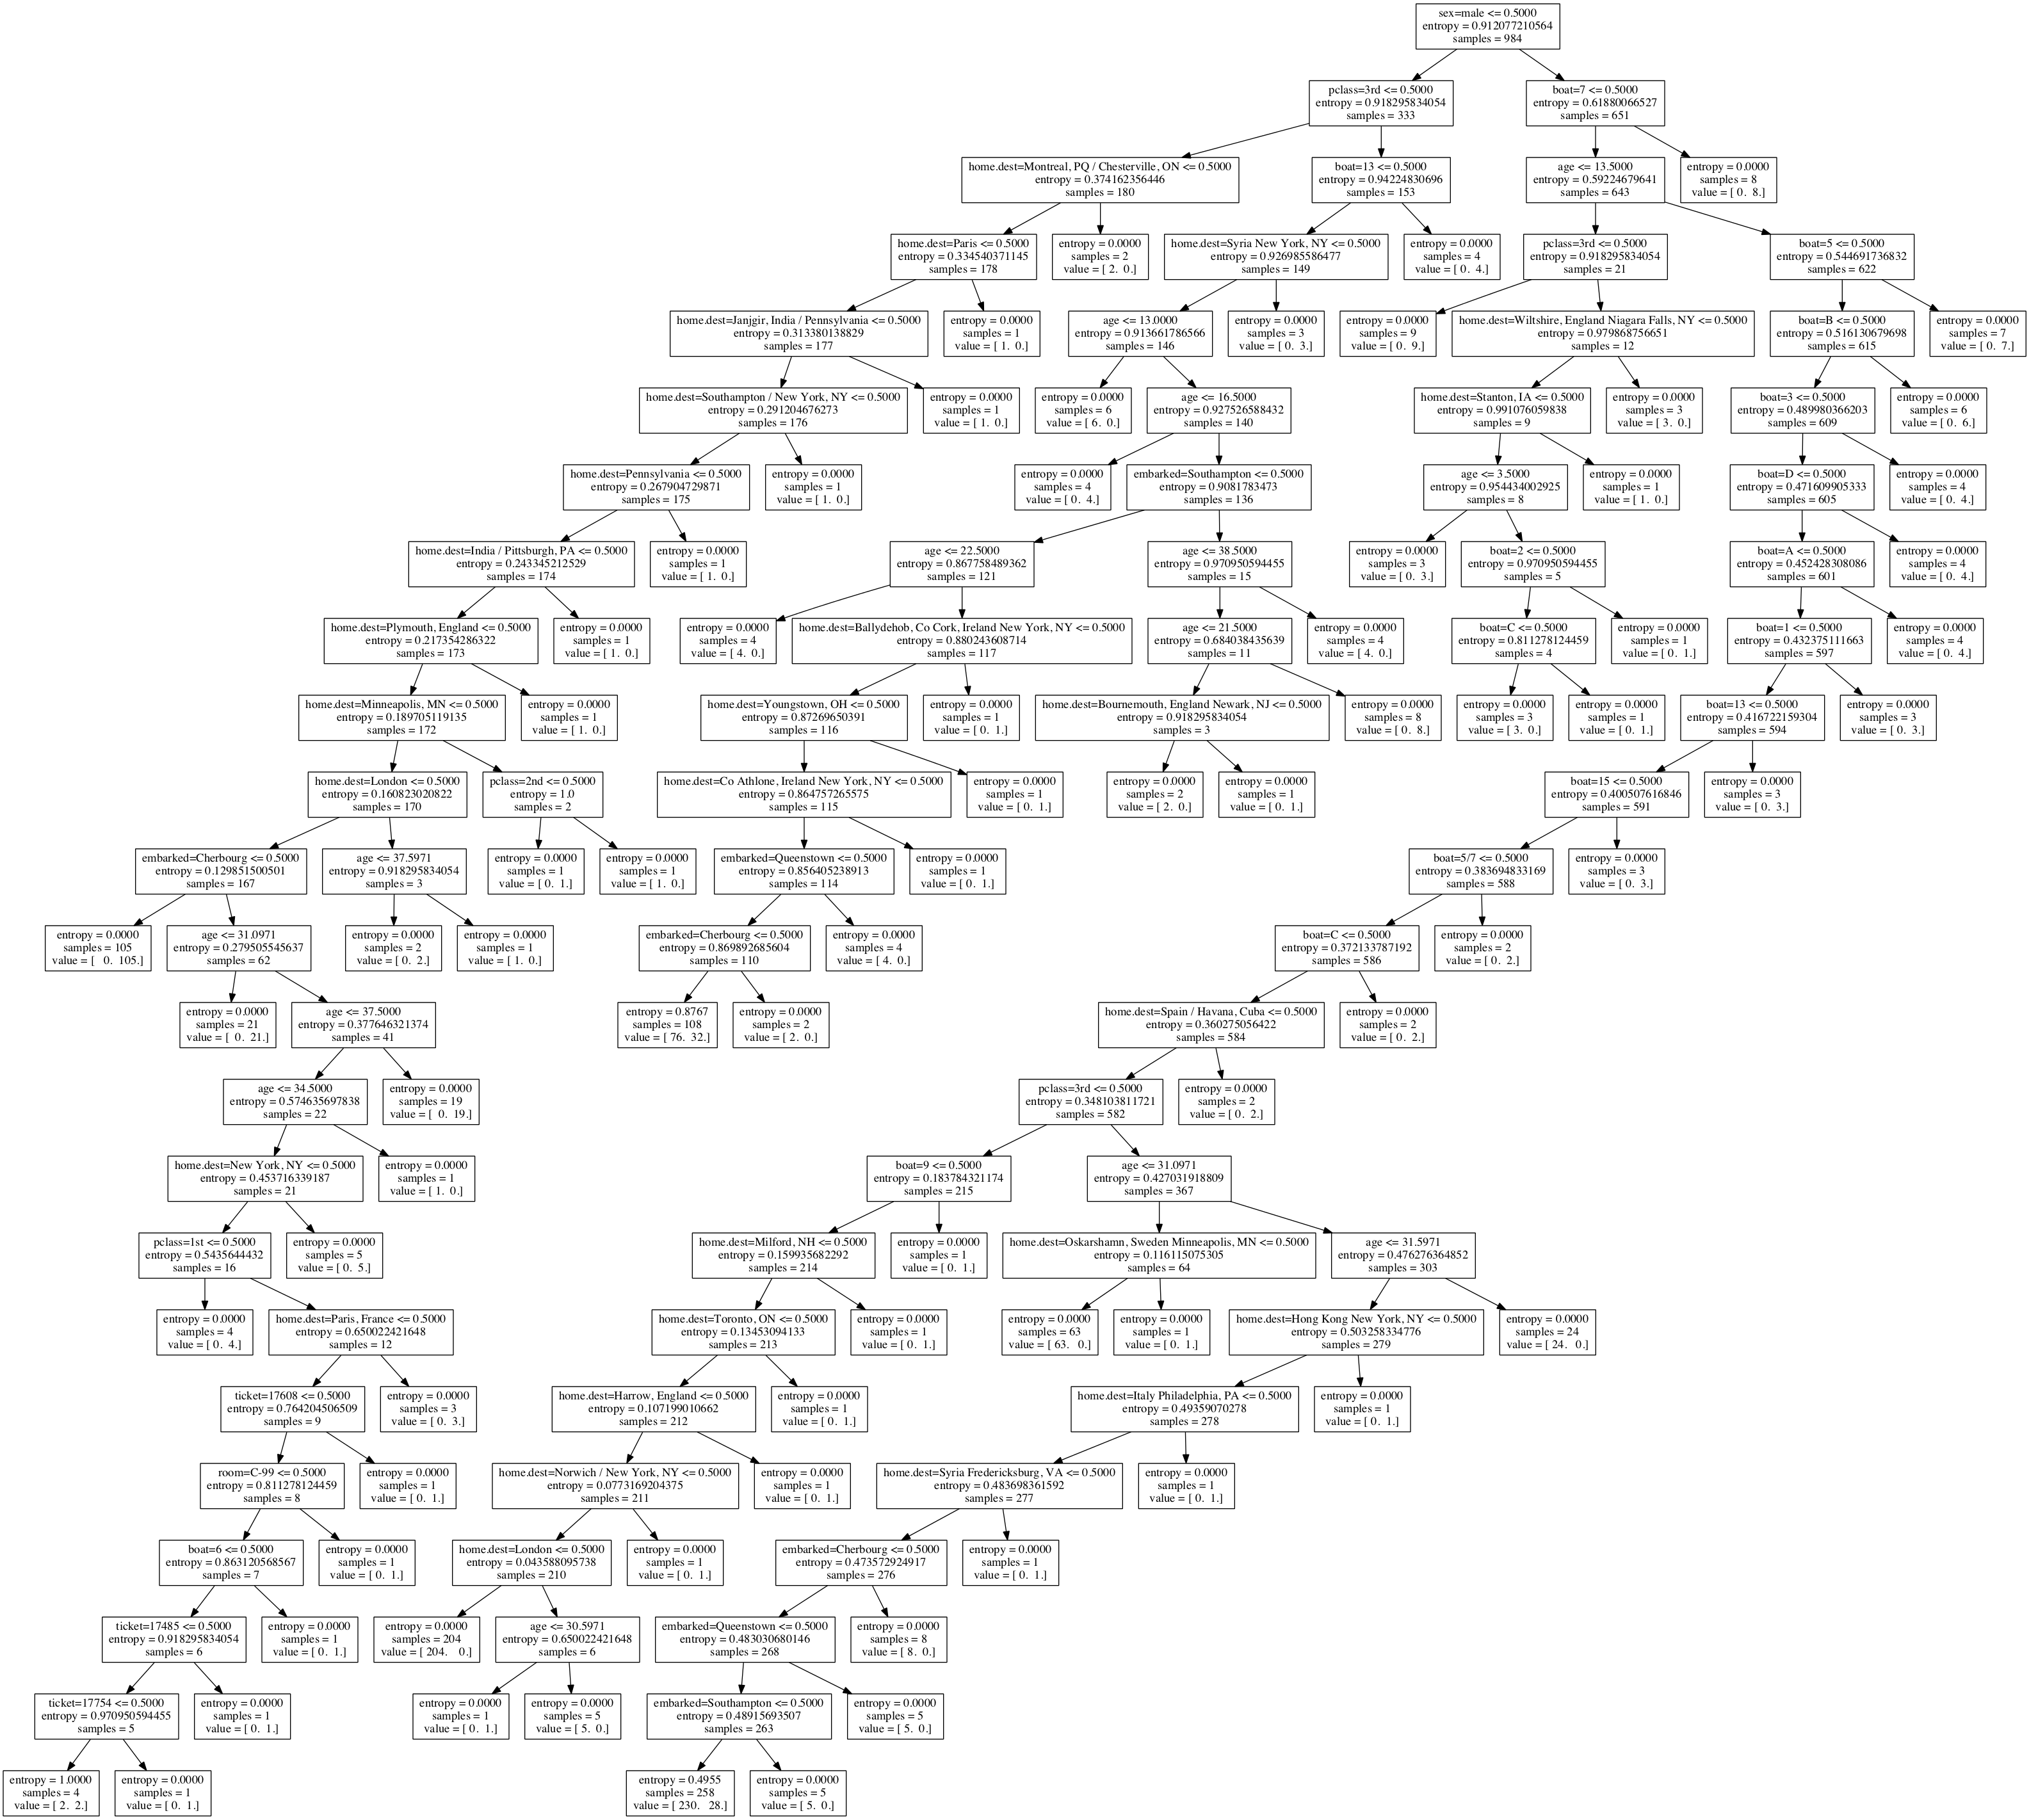 sex=male <= 0.5000
entropy = 0.912077210564
samples = 984
pclass=3rd <= 0.5000
entropy = 0.918295834054
samples = 333
boat=7 <= 0.5000
entropy = 0.61880066527
samples = 651
home.dest=Montreal, PQ / Chesterville, ON <= 0.5000
entropy = 0.374162356446
samples = 180
boat=13 <= 0.5000
entropy = 0.94224830696
samples = 153
age <= 13.5000
entropy = 0.59224679641
samples = 643
entropy = 0.0000
samples = 8
value = [ 0. 8.]
home.dest=Paris <= 0.5000
entropy = 0.334540371145
samples = 178
entropy = 0.0000
samples = 2
value = [ 2. 0.]
home.dest=Syria New York, NY <= 0.5000
entropy = 0.926985586477
samples = 149
entropy = 0.0000
samples = 4
value = [ 0. 4.]
pclass=3rd <= 0.5000
entropy = 0.918295834054
samples = 21
boat=5 <= 0.5000
entropy = 0.544691736832
samples = 622
home.dest=Janjgir, India / Pennsylvania <= 0.5000
entropy = 0.313380138829
samples = 177
entropy = 0.0000
samples = 1
value = [ 1. 0.]
age <= 13.0000
entropy = 0.913661786566
samples = 146
entropy = 0.0000
samples = 3
value = [ 0. 3.]
entropy = 0.0000
samples = 9
value = [ 0. 9.]
home.dest=Wiltshire, England Niagara Falls, NY <= 0.5000
entropy = 0.979868756651
samples = 12
boat=B <= 0.5000
entropy = 0.516130679698
samples = 615
entropy = 0.0000
samples = 7
value = [ 0. 7.]
home.dest=Southampton / New York, NY <= 0.5000
entropy = 0.291204676273
samples = 176
entropy = 0.0000
samples = 1
value = [ 1. 0.]
entropy = 0.0000
samples = 6
value = [ 6. 0.]
age <= 16.5000
entropy = 0.927526588432
samples = 140
home.dest=Stanton, IA <= 0.5000
entropy = 0.991076059838
samples = 9
entropy = 0.0000
samples = 3
value = [ 3. 0.]
boat=3 <= 0.5000
entropy = 0.489980366203
samples = 609
entropy = 0.0000
samples = 6
value = [ 0. 6.]
home.dest=Pennsylvania <= 0.5000
entropy = 0.267904729871
samples = 175
entropy = 0.0000
samples = 1
value = [ 1. 0.]
entropy = 0.0000
samples = 4
value = [ 0. 4.]
embarked=Southampton <= 0.5000
entropy = 0.9081783473
samples = 136
age <= 3.5000
entropy = 0.954434002925
samples = 8
entropy = 0.0000
samples = 1
value = [ 1. 0.]
boat=D <= 0.5000
entropy = 0.471609905333
samples = 605
entropy = 0.0000
samples = 4
value = [ 0. 4.]
home.dest=India / Pittsburgh, PA <= 0.5000
entropy = 0.243345212529
samples = 174
entropy = 0.0000
samples = 1
value = [ 1. 0.]
age <= 22.5000
entropy = 0.867758489362
samples = 121
age <= 38.5000
entropy = 0.970950594455
samples = 15
entropy = 0.0000
samples = 3
value = [ 0. 3.]
boat=2 <= 0.5000
entropy = 0.970950594455
samples = 5
boat=A <= 0.5000
entropy = 0.452428308086
samples = 601
entropy = 0.0000
samples = 4
value = [ 0. 4.]
home.dest=Plymouth, England <= 0.5000
entropy = 0.217354286322
samples = 173
entropy = 0.0000
samples = 1
value = [ 1. 0.]
entropy = 0.0000
samples = 4
value = [ 4. 0.]
home.dest=Ballydehob, Co Cork, Ireland New York, NY <= 0.5000
entropy = 0.880243608714
samples = 117
age <= 21.5000
entropy = 0.684038435639
samples = 11
entropy = 0.0000
samples = 4
value = [ 4. 0.]
boat=C <= 0.5000
entropy = 0.811278124459
samples = 4
entropy = 0.0000
samples = 1
value = [ 0. 1.]
boat=1 <= 0.5000
entropy = 0.432375111663
samples = 597
entropy = 0.0000
samples = 4
value = [ 0. 4.]
home.dest=Minneapolis, MN <= 0.5000
entropy = 0.189705119135
samples = 172
entropy = 0.0000
samples = 1
value = [ 1. 0.]
home.dest=Youngstown, OH <= 0.5000
entropy = 0.87269650391
samples = 116
entropy = 0.0000
samples = 1
value = [ 0. 1.]
home.dest=Bournemouth, England Newark, NJ <= 0.5000
entropy = 0.918295834054
samples = 3
entropy = 0.0000
samples = 8
value = [ 0. 8.]
entropy = 0.0000
samples = 3
value = [ 3. 0.]
entropy = 0.0000
samples = 1
value = [ 0. 1.]
boat=13 <= 0.5000
entropy = 0.416722159304
samples = 594
entropy = 0.0000
samples = 3
value = [ 0. 3.]
home.dest=London <= 0.5000
entropy = 0.160823020822
samples = 170
pclass=2nd <= 0.5000
entropy = 1.0
samples = 2
home.dest=Co Athlone, Ireland New York, NY <= 0.5000
entropy = 0.864757265575
samples = 115
entropy = 0.0000
samples = 1
value = [ 0. 1.]
entropy = 0.0000
samples = 2
value = [ 2. 0.]
entropy = 0.0000
samples = 1
value = [ 0. 1.]
boat=15 <= 0.5000
entropy = 0.400507616846
samples = 591
entropy = 0.0000
samples = 3
value = [ 0. 3.]
embarked=Cherbourg <= 0.5000
entropy = 0.129851500501
samples = 167
age <= 37.5971
entropy = 0.918295834054
samples = 3
entropy = 0.0000
samples = 1
value = [ 0. 1.]
entropy = 0.0000
samples = 1
value = [ 1. 0.]
embarked=Queenstown <= 0.5000
entropy = 0.856405238913
samples = 114
entropy = 0.0000
samples = 1
value = [ 0. 1.]
boat=5/7 <= 0.5000
entropy = 0.383694833169
samples = 588
entropy = 0.0000
samples = 3
value = [ 0. 3.]
entropy = 0.0000
samples = 105
value = [ 0. 105.]
age <= 31.0971
entropy = 0.279505545637
samples = 62
entropy = 0.0000
samples = 2
value = [ 0. 2.]
entropy = 0.0000
samples = 1
value = [ 1. 0.]
embarked=Cherbourg <= 0.5000
entropy = 0.869892685604
samples = 110
entropy = 0.0000
samples = 4
value = [ 4. 0.]
boat=C <= 0.5000
entropy = 0.372133787192
samples = 586
entropy = 0.0000
samples = 2
value = [ 0. 2.]
entropy = 0.0000
samples = 21
value = [ 0. 21.]
age <= 37.5000
entropy = 0.377646321374
samples = 41
entropy = 0.8767
samples = 108
value = [ 76. 32.]
entropy = 0.0000
samples = 2
value = [ 2. 0.]
home.dest=Spain / Havana, Cuba <= 0.5000
entropy = 0.360275056422
samples = 584
entropy = 0.0000
samples = 2
value = [ 0. 2.]
age <= 34.5000
entropy = 0.574635697838
samples = 22
entropy = 0.0000
samples = 19
value = [ 0. 19.]
pclass=3rd <= 0.5000
entropy = 0.348103811721
samples = 582
entropy = 0.0000
samples = 2
value = [ 0. 2.]
home.dest=New York, NY <= 0.5000
entropy = 0.453716339187
samples = 21
entropy = 0.0000
samples = 1
value = [ 1. 0.]
boat=9 <= 0.5000
entropy = 0.183784321174
samples = 215
age <= 31.0971
entropy = 0.427031918809
samples = 367
pclass=1st <= 0.5000
entropy = 0.5435644432
samples = 16
entropy = 0.0000
samples = 5
value = [ 0. 5.]
home.dest=Milford, NH <= 0.5000
entropy = 0.159935682292
samples = 214
entropy = 0.0000
samples = 1
value = [ 0. 1.]
home.dest=Oskarshamn, Sweden Minneapolis, MN <= 0.5000
entropy = 0.116115075305
samples = 64
age <= 31.5971
entropy = 0.476276364852
samples = 303
entropy = 0.0000
samples = 4
value = [ 0. 4.]
home.dest=Paris, France <= 0.5000
entropy = 0.650022421648
samples = 12
home.dest=Toronto, ON <= 0.5000
entropy = 0.13453094133
samples = 213
entropy = 0.0000
samples = 1
value = [ 0. 1.]
entropy = 0.0000
samples = 63
value = [ 63. 0.]
entropy = 0.0000
samples = 1
value = [ 0. 1.]
home.dest=Hong Kong New York, NY <= 0.5000
entropy = 0.503258334776
samples = 279
entropy = 0.0000
samples = 24
value = [ 24. 0.]
ticket=17608 <= 0.5000
entropy = 0.764204506509
samples = 9
entropy = 0.0000
samples = 3
value = [ 0. 3.]
home.dest=Harrow, England <= 0.5000
entropy = 0.107199010662
samples = 212
entropy = 0.0000
samples = 1
value = [ 0. 1.]
home.dest=Italy Philadelphia, PA <= 0.5000
entropy = 0.49359070278
samples = 278
entropy = 0.0000
samples = 1
value = [ 0. 1.]
room=C-99 <= 0.5000
entropy = 0.811278124459
samples = 8
entropy = 0.0000
samples = 1
value = [ 0. 1.]
home.dest=Norwich / New York, NY <= 0.5000
entropy = 0.0773169204375
samples = 211
entropy = 0.0000
samples = 1
value = [ 0. 1.]
home.dest=Syria Fredericksburg, VA <= 0.5000
entropy = 0.483698361592
samples = 277
entropy = 0.0000
samples = 1
value = [ 0. 1.]
boat=6 <= 0.5000
entropy = 0.863120568567
samples = 7
entropy = 0.0000
samples = 1
value = [ 0. 1.]
home.dest=London <= 0.5000
entropy = 0.043588095738
samples = 210
entropy = 0.0000
samples = 1
value = [ 0. 1.]
embarked=Cherbourg <= 0.5000
entropy = 0.473572924917
samples = 276
entropy = 0.0000
samples = 1
value = [ 0. 1.]
ticket=17485 <= 0.5000
entropy = 0.918295834054
samples = 6
entropy = 0.0000
samples = 1
value = [ 0. 1.]
entropy = 0.0000
samples = 204
value = [ 204. 0.]
age <= 30.5971
entropy = 0.650022421648
samples = 6
embarked=Queenstown <= 0.5000
entropy = 0.483030680146
samples = 268
entropy = 0.0000
samples = 8
value = [ 8. 0.]
ticket=17754 <= 0.5000
entropy = 0.970950594455
samples = 5
entropy = 0.0000
samples = 1
value = [ 0. 1.]
entropy = 0.0000
samples = 1
value = [ 0. 1.]
entropy = 0.0000
samples = 5
value = [ 5. 0.]
embarked=Southampton <= 0.5000
entropy = 0.48915693507
samples = 263
entropy = 0.0000
samples = 5
value = [ 5. 0.]
entropy = 1.0000
samples = 4
value = [ 2. 2.]
entropy = 0.0000
samples = 1
value = [ 0. 1.]
entropy = 0.4955
samples = 258
value = [ 230. 28.]
entropy = 0.0000
samples = 5
value = [ 5. 0.]